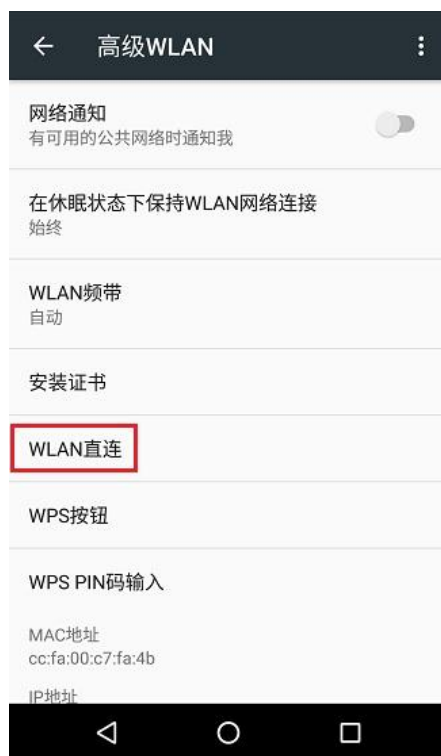 高级WLAN
网络通知
有可用的公共网络时通知我
在休眠状态下保持WLAN网络连接
始终
WLAN频带
自动
安装证书
WLAN直连
WPS按钮
WPS PIN码输入
MAC地址
cc:fa:00:c7:fa:4b
IP地址